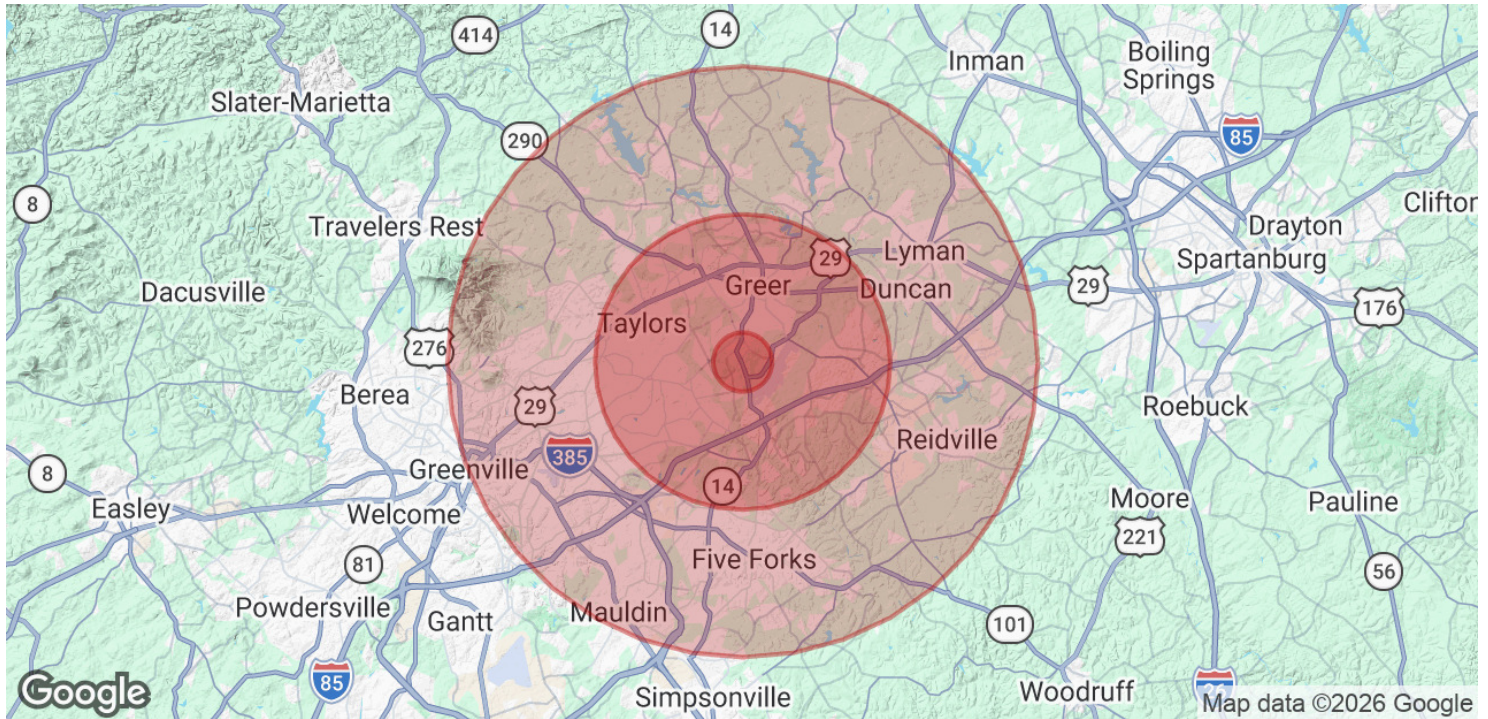 414
14
Inman
Boiling
Springs
Slater-Marietta
85
290
8
Clifton
Travelers Rest
Drayton
29
Lyman
Spartanburg
Greer
Duncan
29
176
Dacusville
Taylors
276
Berea
29
Roebuck
Reidville
385
Greenville
8
14
Moore
Pauline
Easley
Welcome
221
Five Forks
81
56
Powdersville
Mauldin
Gantt
101
85
Simpsonville
Woodruff
26
Google
Map data ©2026 Google